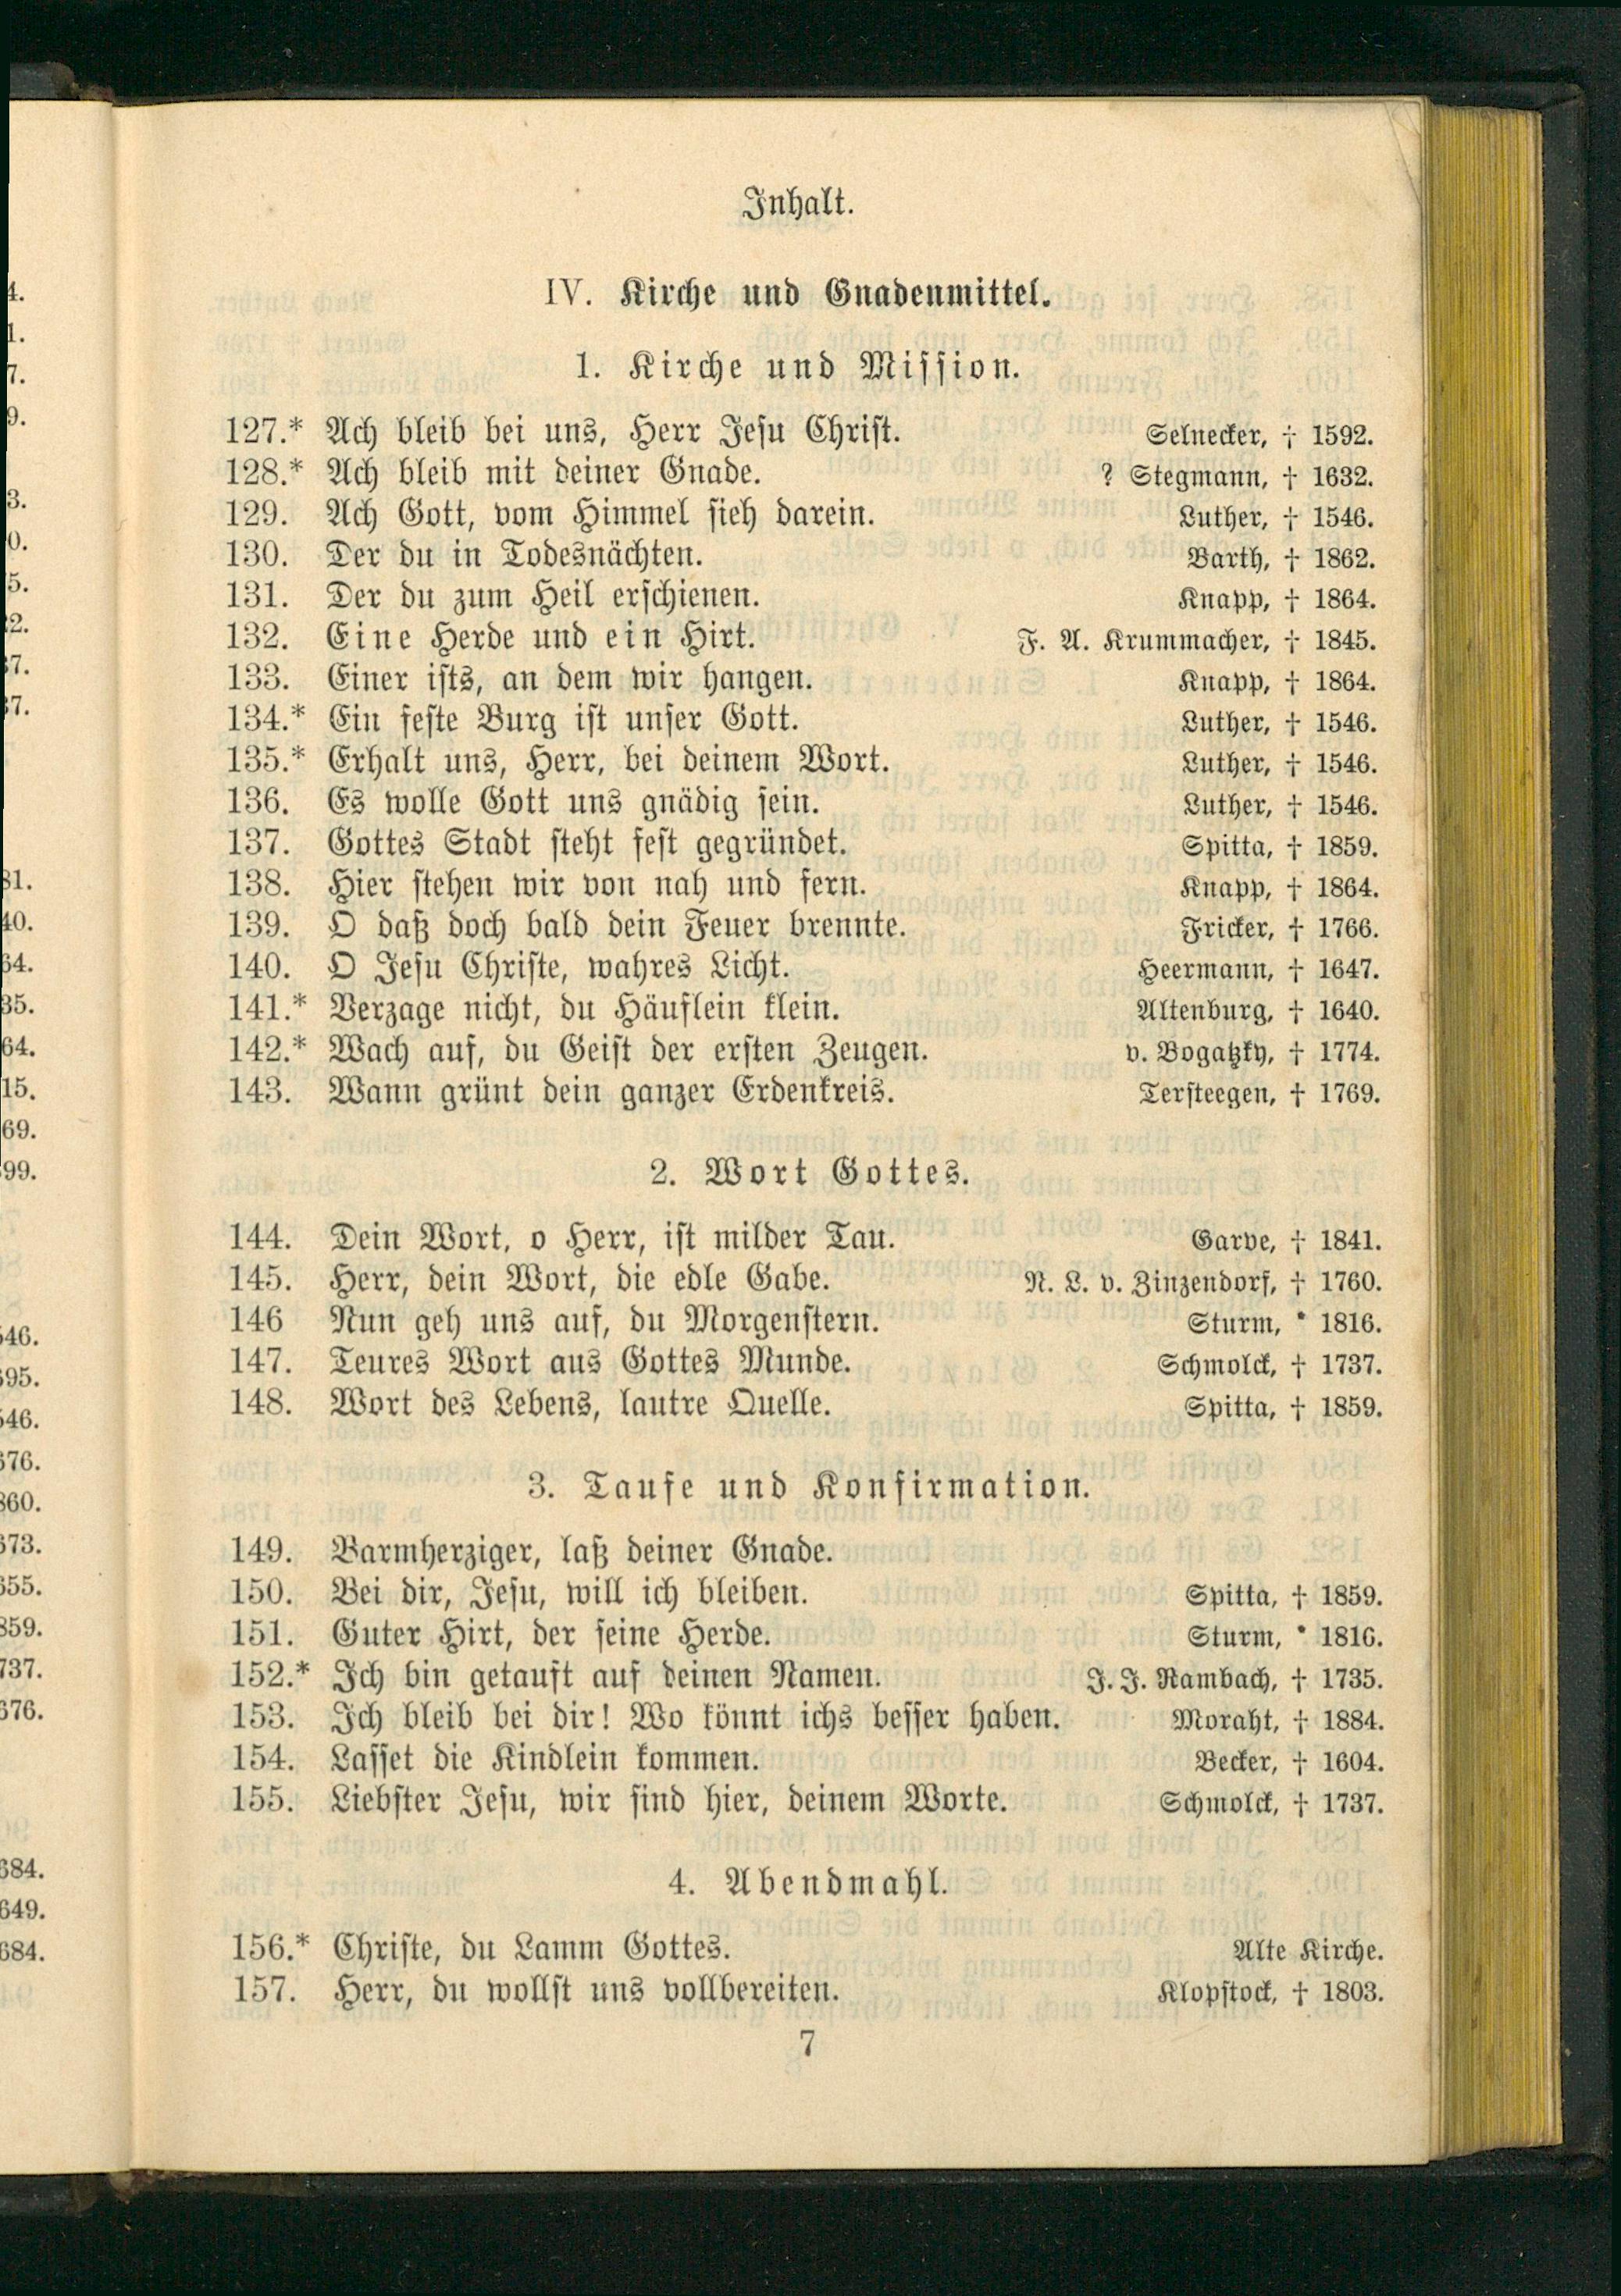 Inhalt.
IV. Kirche und Gnadenmittel.
1. Kirche und Mission.
127.* Ach bleib bei uns, Herr Jesu Christ. Selnecker, † 1592.
128.* Ach bleib mit deiner Gnade. ? Stegmann, † 1632.
129. Ach Gott, vom Himmel sieh darein. Luther, † 1546.
130. Der du in Todesnächten. Barth, † 1862.
131. Der du zum Heil erschienen. Knapp, † 1864.
132. Eine Herde und ein Hirt. F. A. Krummacher, † 1845.
133. Einer ists, an dem wir hangen. Knapp, † 1864.
134.* Ein feste Burg ist unser Gott. Luther, † 1546.
135.* Erhalt uns, Herr, bei deinem Wort. Luther, † 1546.
136. Es wolle Gott uns gnädig sein. Luther, † 1546.
137. Gottes Stadt steht fest gegründet. Spitta, † 1859.
138. Hier stehen wir von nah und fern. Knapp, † 1864.
139. O daß doch bald dein Feuer brennte. Fricker, † 1766.
140. O Jesu Christe, wahres Licht. Heermann, † 1647.
141.* Verzage nicht, du Häuflein klein. Altenburg, † 1640.
142.* Wach auf, du Geist der ersten Zeugen. v. Bogatzky, † 1774.
143. Wann grünt dein ganzer Erdenkreis. Tersteegen, † 1769.
2. Wort Gottes.
144. Dein Wort, o Herr, ist milder Tau. Garve, † 1841.
145. Herr, dein Wort, die edle Gabe. N. L. v. Zinzendorf, † 1760.
146 Nun geh uns auf, du Morgenstern. Sturm, * 1816.
147. Teures Wort aus Gottes Munde. Schmolck, † 1737.
148. Wort des Lebens, lautre Quelle. Spitta, † 1859.
3. Taufe und Konfirmation.
149. Barmherziger, laß deiner Gnade.
150. Bei dir, Jesu, will ich bleiben. Spitta, † 1859.
151. Guter Hirt, der seine Herde. Sturm, * 1816.
152.* Ich bin getauft auf deinen Namen. J. J. Rambach, † 1735.
153. Ich bleib bei dir! Wo könnt ichs besser haben. Moraht, † 1884.
154. Lasset die Kindlein kommen. Becker, † 1604.
155. Liebster Jesu, wir sind hier, deinem Worte. Schmolck, † 1737.
4. Abendmahl.
156.* Christe, du Lamm Gottes. Alte Kirche.
157. Herr, du wollst uns vollbereiten. Klopstock, † 1803.
7